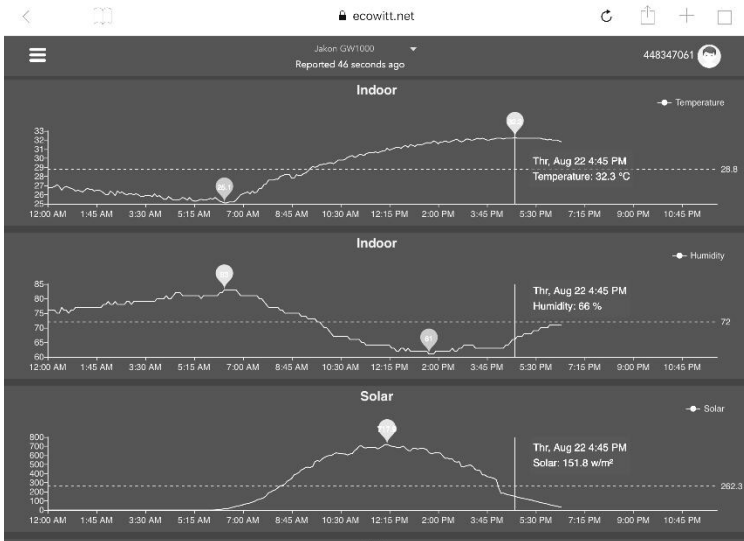 ecowitt.net
Jakon GW1000
Reported 46 seconds ago
448347061
Indoor
Temperature
33
31
30
29
28
27
26
25
25.1
Thr, Aug 22 4:45 PM
Temperature: 32.3 °C
28.8
12:00 AM 1:45 AM 3:30 AM 5:15 AM 7:00 AM 8:45 AM 10:30 AM 12:15 PM 2:00 PM 3:45 PM 5:30 PM 7:15 PM 9:00 PM 10:45 PM
Indoor
Humidity
85
80
75
70
65
60
61
Thr, Aug 22 4:45 PM
Humidity: 66 %
72
12:00 AM 1:45 AM 3:30 AM 5:15 AM 7:00 AM 8:45 AM 10:30 AM 12:15 PM 2:00 PM 3:45 PM 5:30 PM 7:15 PM 9:00 PM 10:45 PM
Solar
Solar
800
700
600
500
400
300
200
100
0
Thr, Aug 22 4:45 PM
Solar: 151.8 w/m²
262.3
12:00 AM 1:45 AM 3:30 AM 5:15 AM 7:00 AM 8:45 AM 10:30 AM 12:15 PM 2:00 PM 3:45 PM 5:30 PM 7:15 PM 9:00 PM 10:45 PM